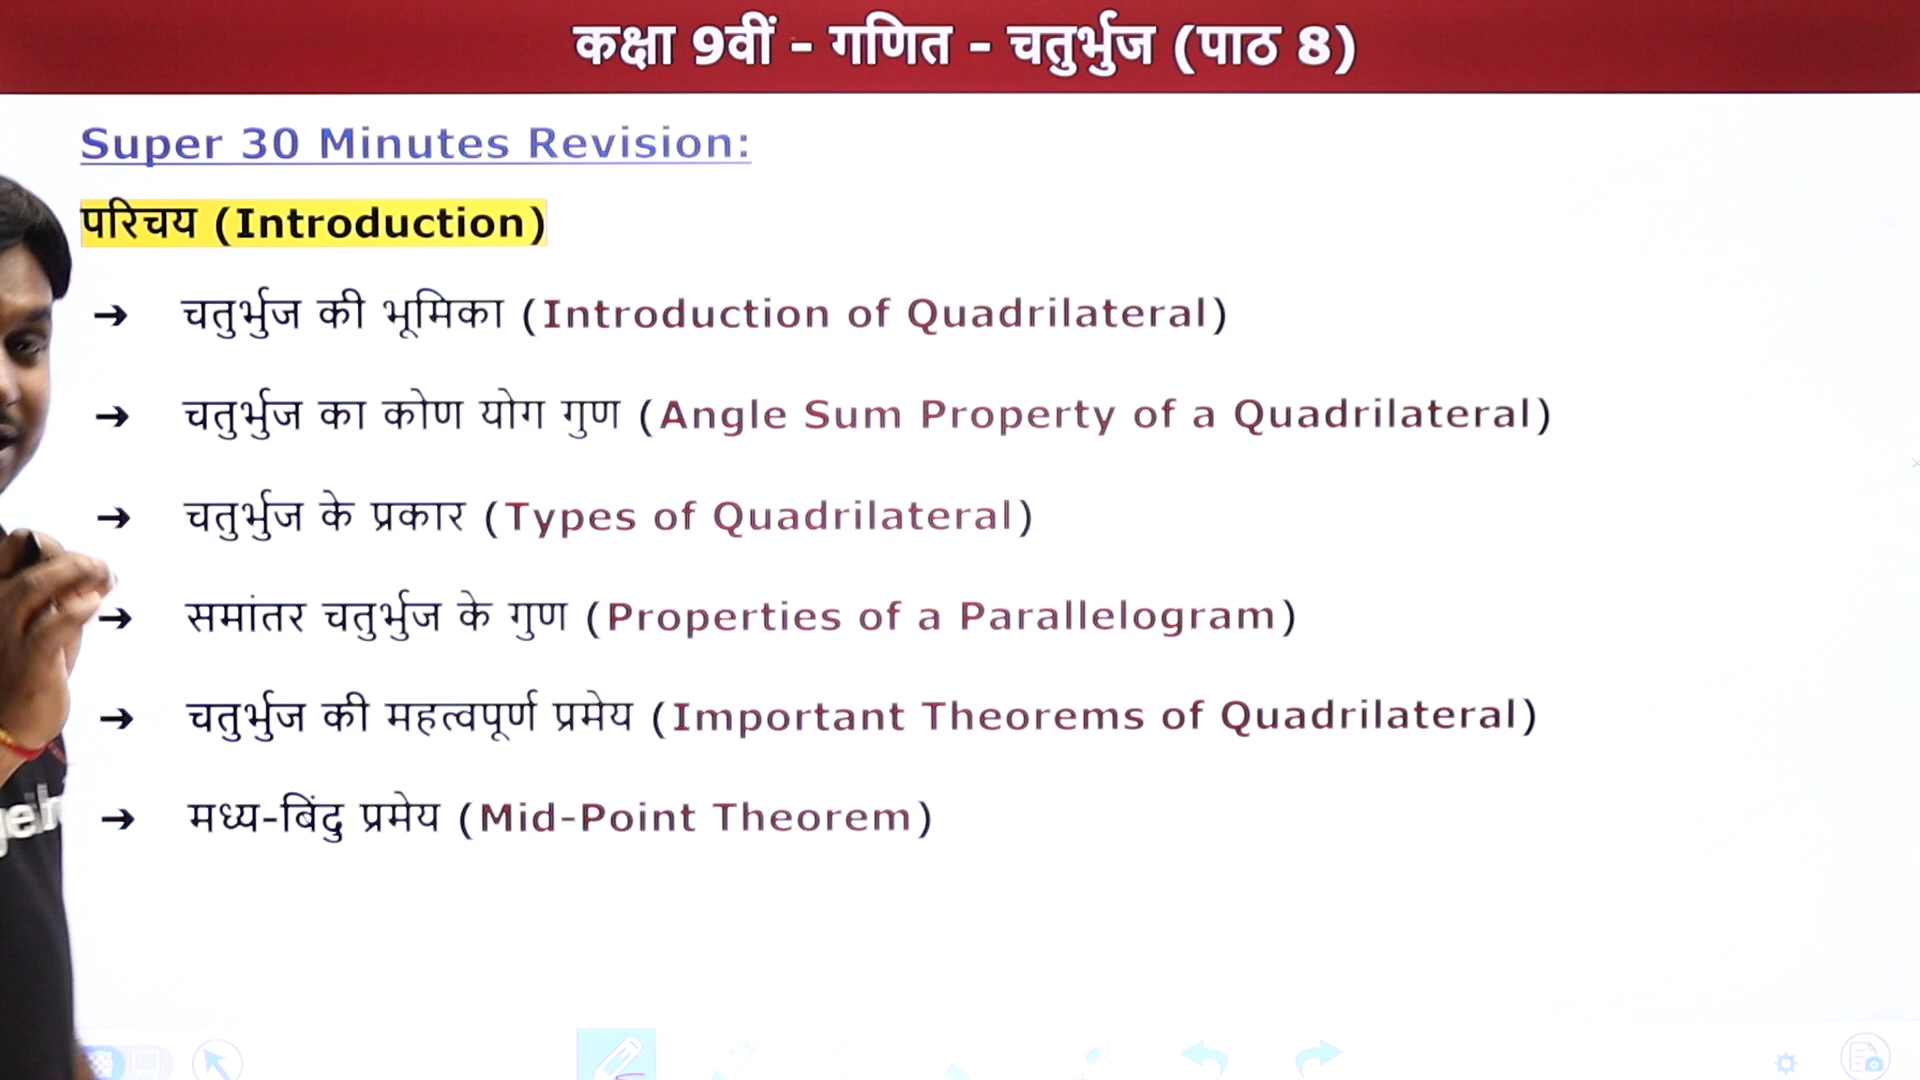 कक्षा 9वीं - गणित - चतुर्भुज (पाठ 8)
Super 30 Minutes Revision:
परिचय (Introduction)
➔ चतुर्भुज की भूमिका (Introduction of Quadrilateral)
➔ चतुर्भुज का कोण योग गुण (Angle Sum Property of a Quadrilateral)
➔ चतुर्भुज के प्रकार (Types of Quadrilateral)
➔ समांतर चतुर्भुज के गुण (Properties of a Parallelogram)
➔ चतुर्भुज की महत्वपूर्ण प्रमेय (Important Theorems of Quadrilateral)
➔ मध्य-बिंदु प्रमेय (Mid-Point Theorem)